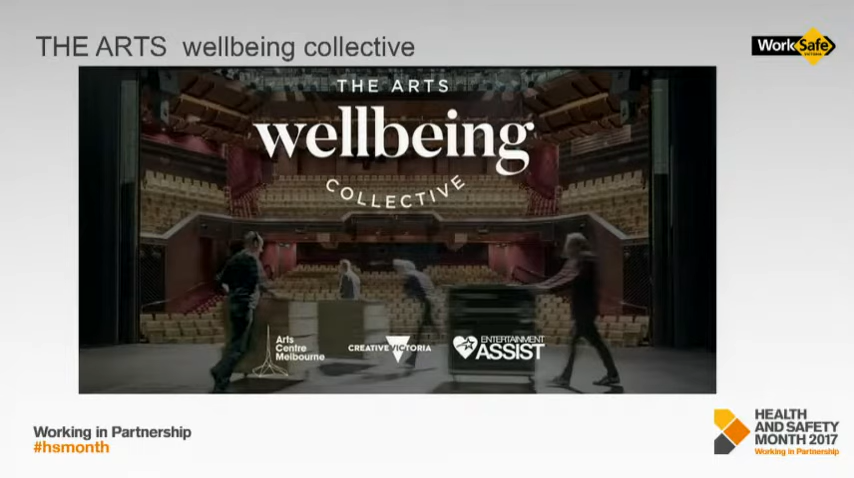 THE ARTS wellbeing collective
WorkSafe
VICTORIA
THE ARTS
wellbeing
COLLECTIVE
Arts
Centre
Melbourne
CREATIVE VICTORIA
ENTERTAINMENT
ASSIST
Working in Partnership
#hsmonth
HEALTH
AND SAFETY
MONTH 2017
Working in Partnership